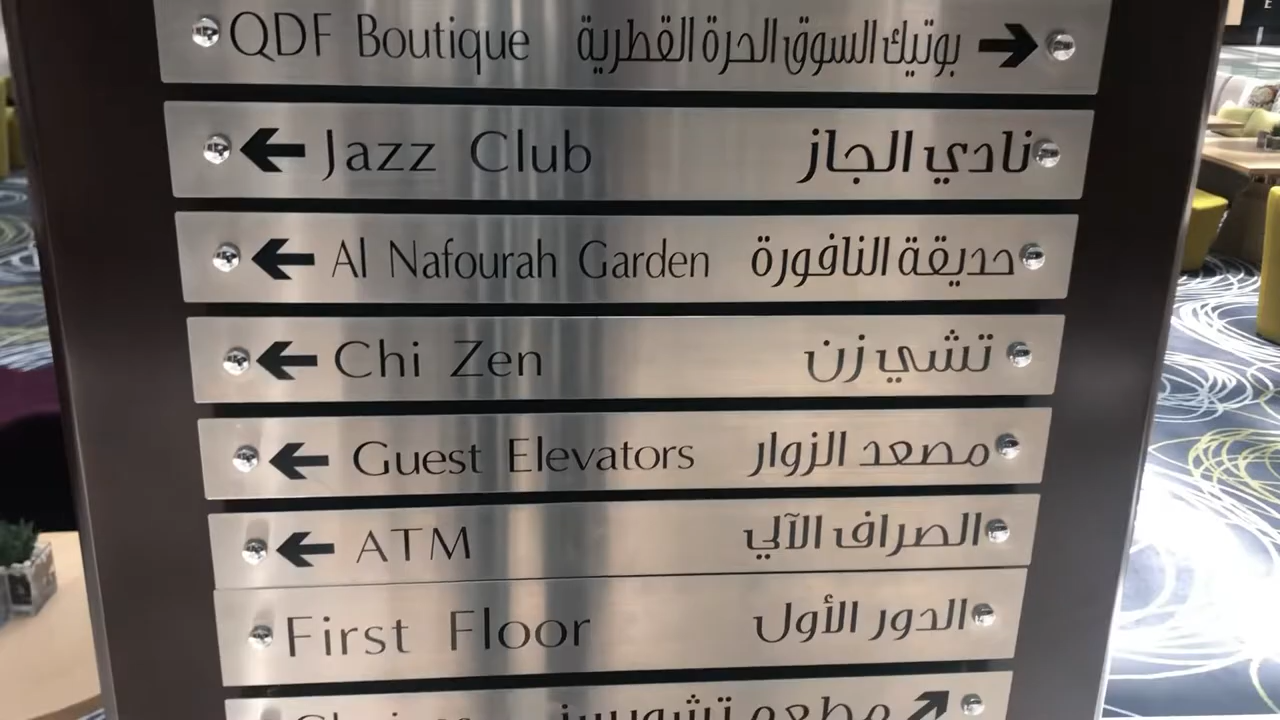 QDF Boutique بوتيك السوق الحرة القطرية
Jazz Club نادي الجاز
Al Nafourah Garden حديقة النافورة
Chi Zen تشي زن
Guest Elevators مصعد الزوار
ATM الصراف الآلي
First Floor الدور الأول
مطعم